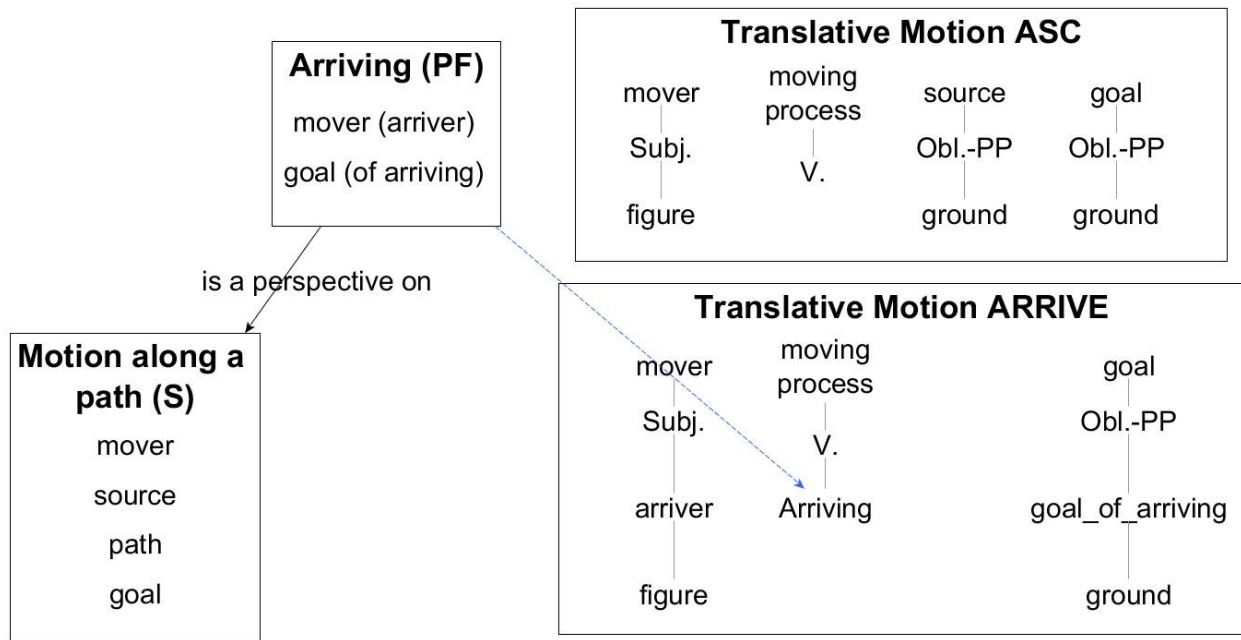 Arriving (PF)
mover (arriver)
goal (of arriving)
is a perspective on
Motion along a
path (S)
mover
source
path
goal
Translative Motion ASC
mover
Subj.
figure
moving
process
V.
source
Obl.-PP
ground
goal
Obl.-PP
ground
Translative Motion ARRIVE
mover
Subj.
arriver
figure
moving
process
V.
Arriving
goal
Obl.-PP
goal_of_arriving
ground